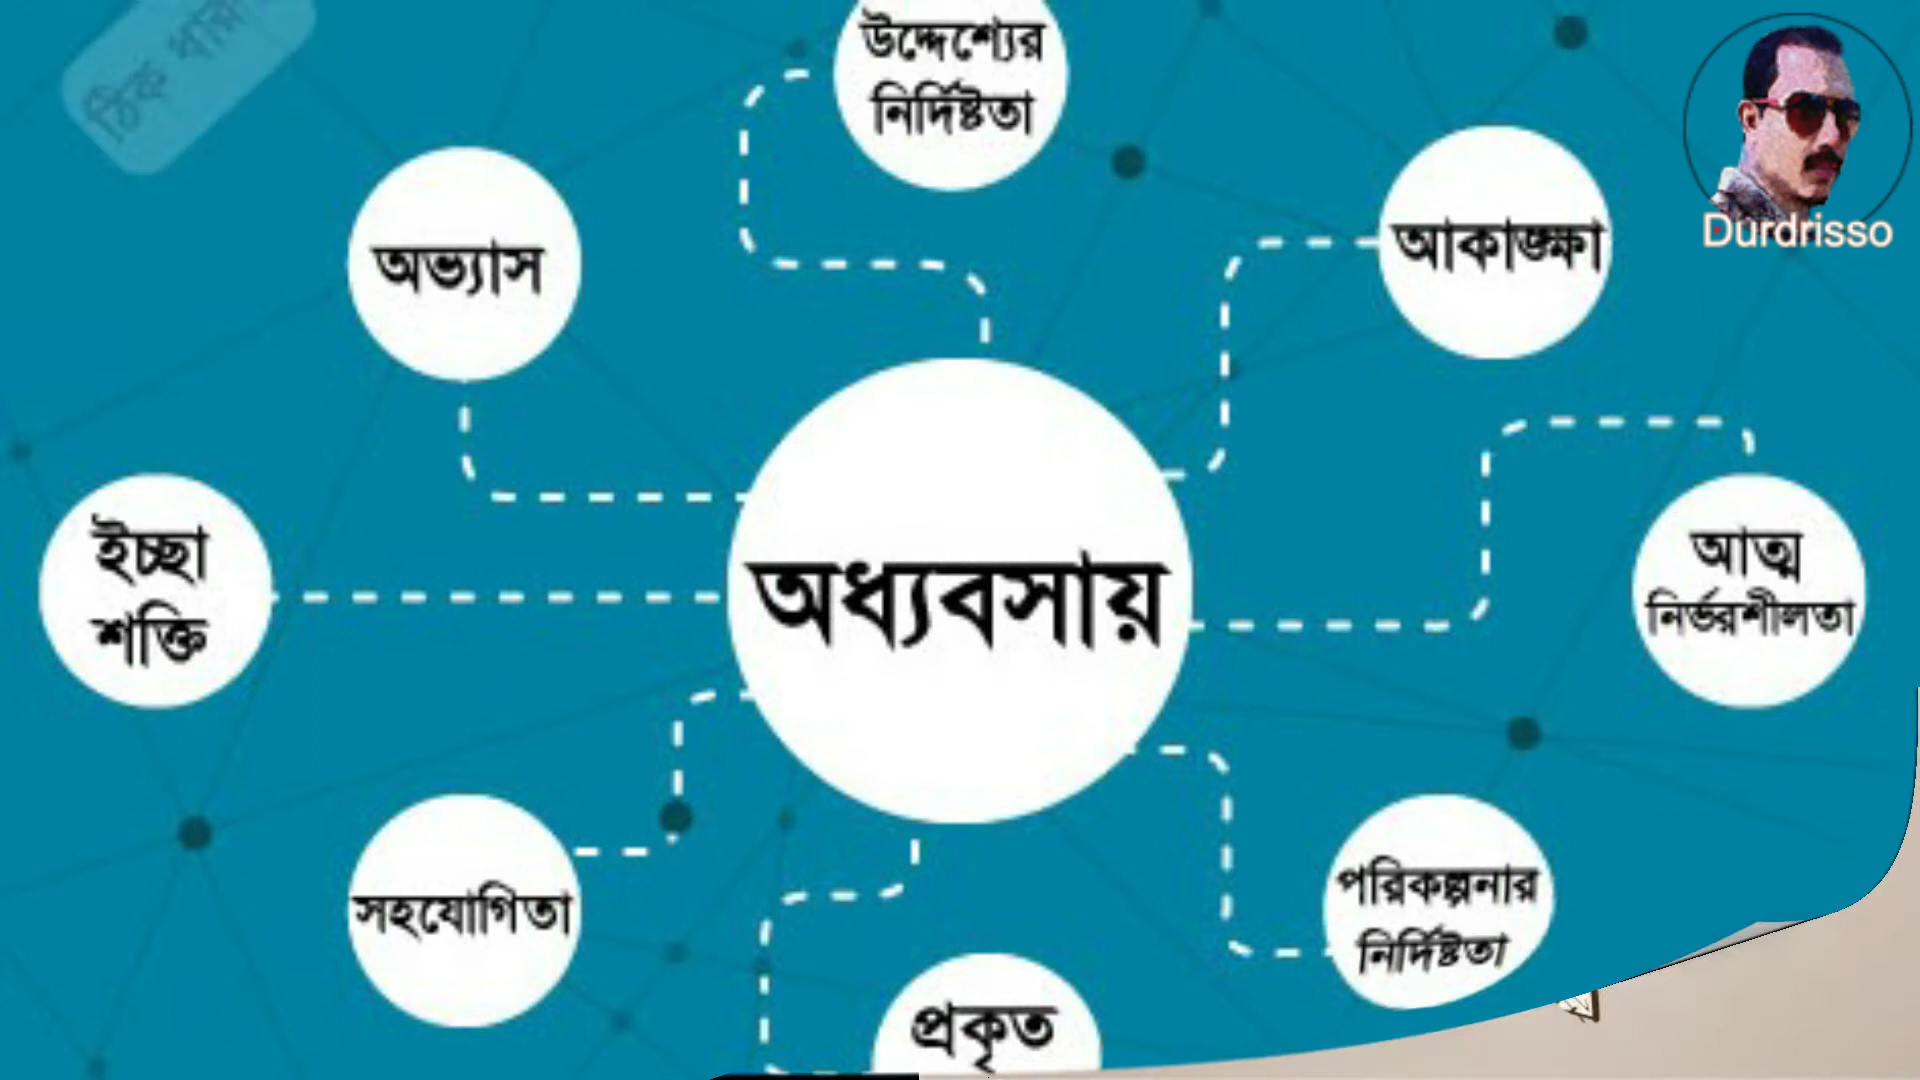 উদ্দেশ্যের
নির্দিষ্টতা
অভ্যাস
আকাঙ্ক্ষা
Durdrisso
ইচ্ছা
শক্তি
অধ্যবসায়
আত্ম
নির্ভরশীলতা
সহযোগিতা
পরিকল্পনার
নির্দিষ্টতা
প্রকৃত